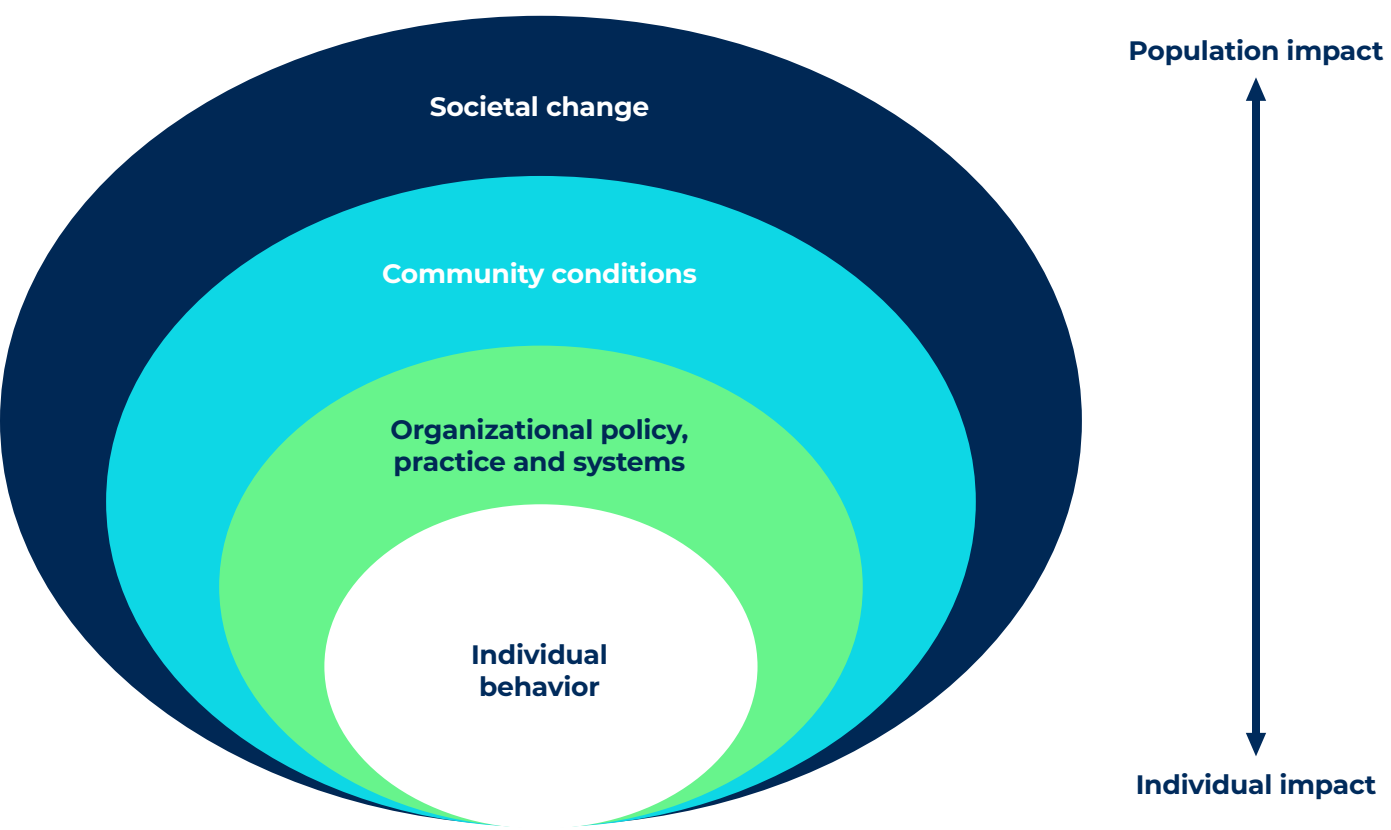 Population impact
Societal change
Community conditions
Organizational policy,
practice and systems
Individual
behavior
Individual impact